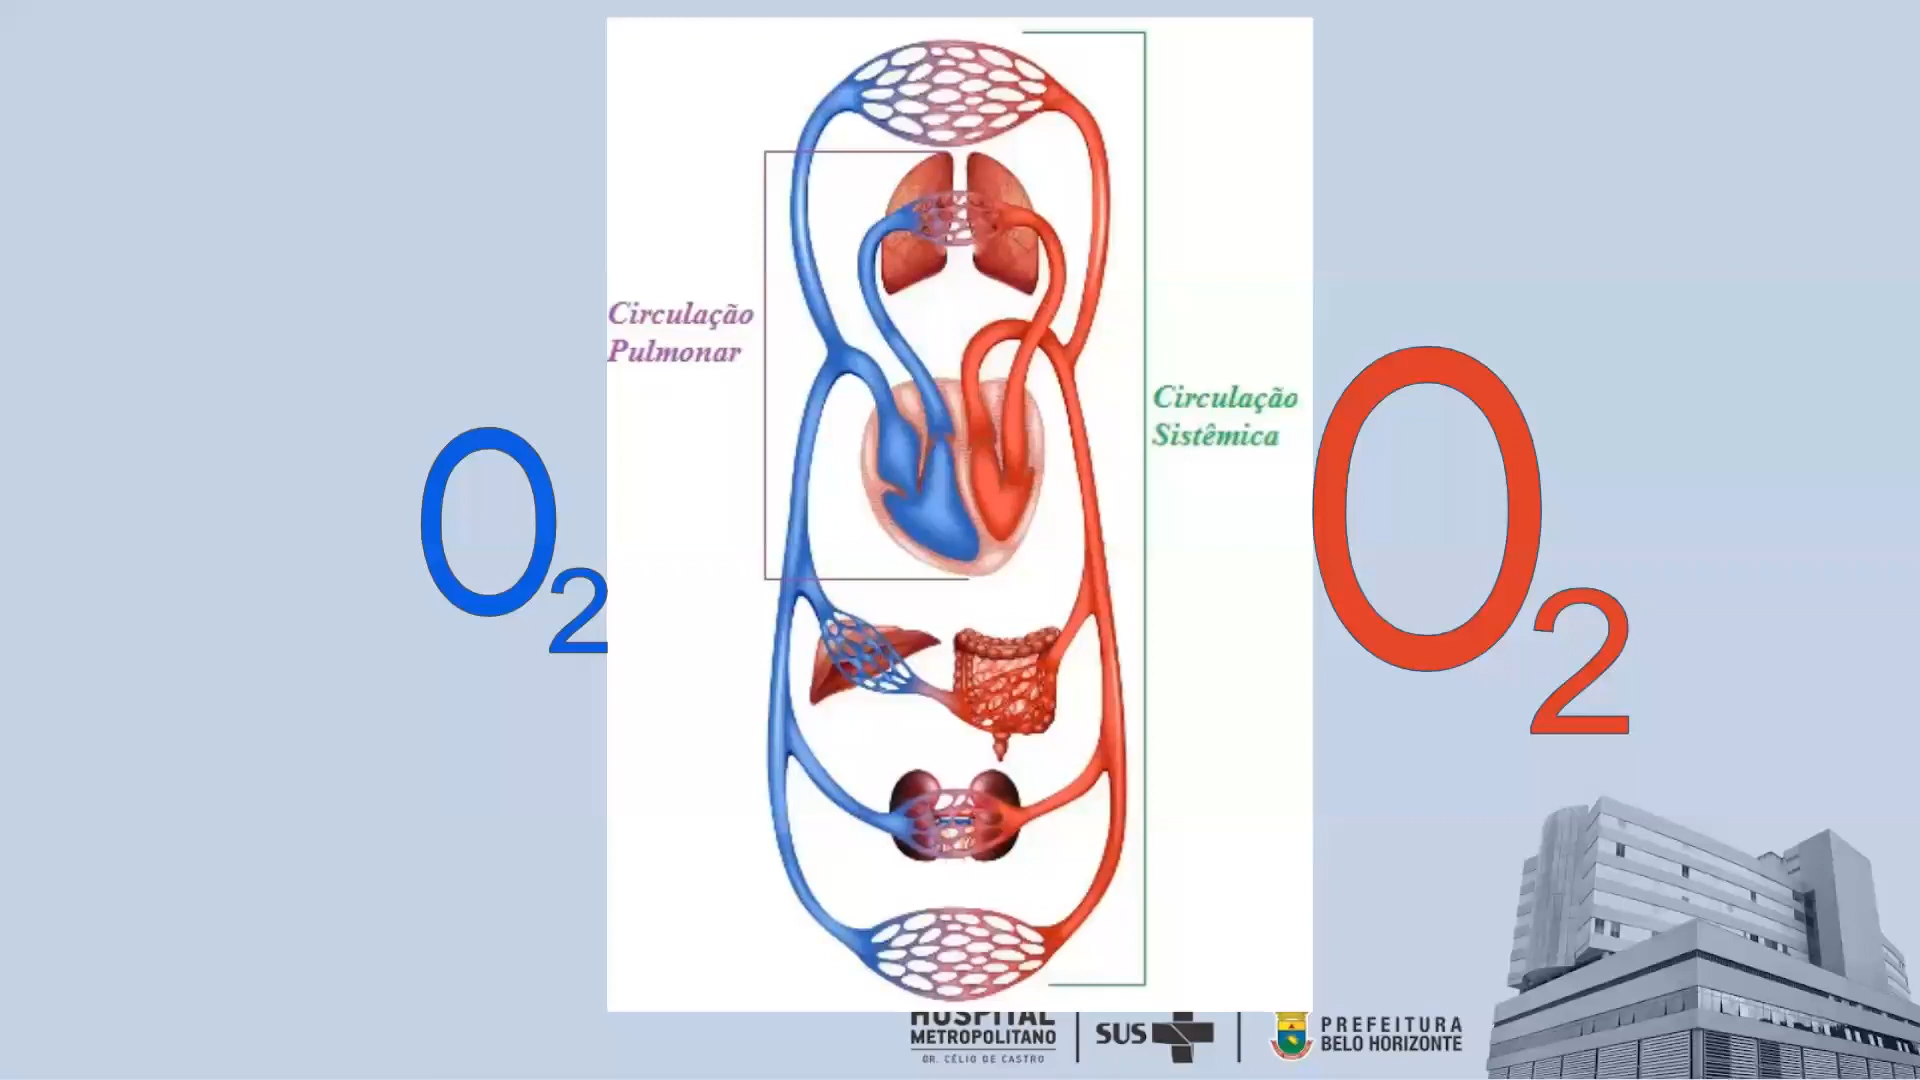 Circulação
Pulmonar
Circulação
Sistêmica
O2
O2
HOSPITAL
METROPOLITANO
DR. CÉLIO DE CASTRO
SUS
PREFEITURA
BELO HORIZONTE